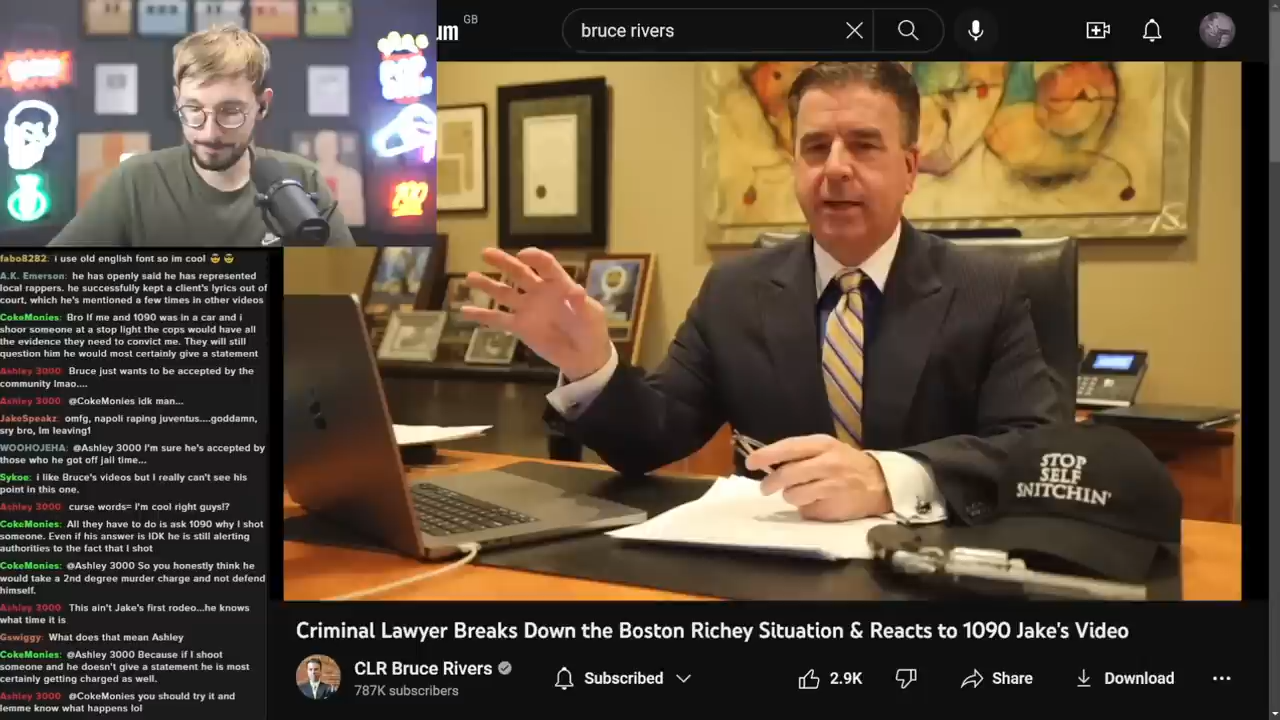 um
GB
bruce rivers
fabo82B2: i use old english font so im cool 😎 😎
A.K. Emerson: he has openly said he has represented
local rappers. he successfully kept a client's lyrics out of
court, which he's mentioned a few times in other videos
CokeMonies: Bro If me and 1090 was in a car and i
shoor someone at a stop light the cops would have all
the evidence they need to convict me. They will still
question him he would most certainly give a statement
Ashley 3000 Bruce just wants to be accepted by the
community lmao....
Ashley 3000 @CokeMonies idk man...
JakeSpeakz: omfg, napoli raping juventus....goddamn,
sry bro, Im leaving1
WOOHOJEHA: @Ashley 3000 I'm sure he's accepted by
those who he got off jail time...
Sykoe: i like Bruce's videos but I really can't see his
point in this one.
Ashley 3000 curse words= I'm cool right guys!?
CokeMonies: All they have to do is ask 1090 why I shot
someone. Even if his answer is IDK he is still alerting
authorities to the fact that I shot
CokeMonies: @Ashley 3000 So you honestly think he
would take a 2nd degree murder charge and not defend
himself.
Ashley 3000 This ain't Jake's first rodeo...he knows
what time it is
Gswiggy: What does that mean Ashley
CokeMonies: @Ashley 3000 Because if I shoot
someone and he doesn't give a statement he is most
certainly getting charged as well.
Ashley 3000 @CokeMonies you should try it and
lemme know what happens lol
STOP
SELF
SNITCHIN'
Criminal Lawyer Breaks Down the Boston Richey Situation & Reacts to 1090 Jake's Video
CLR Bruce Rivers
787K subscribers
Subscribed
2.9K
Share
Download